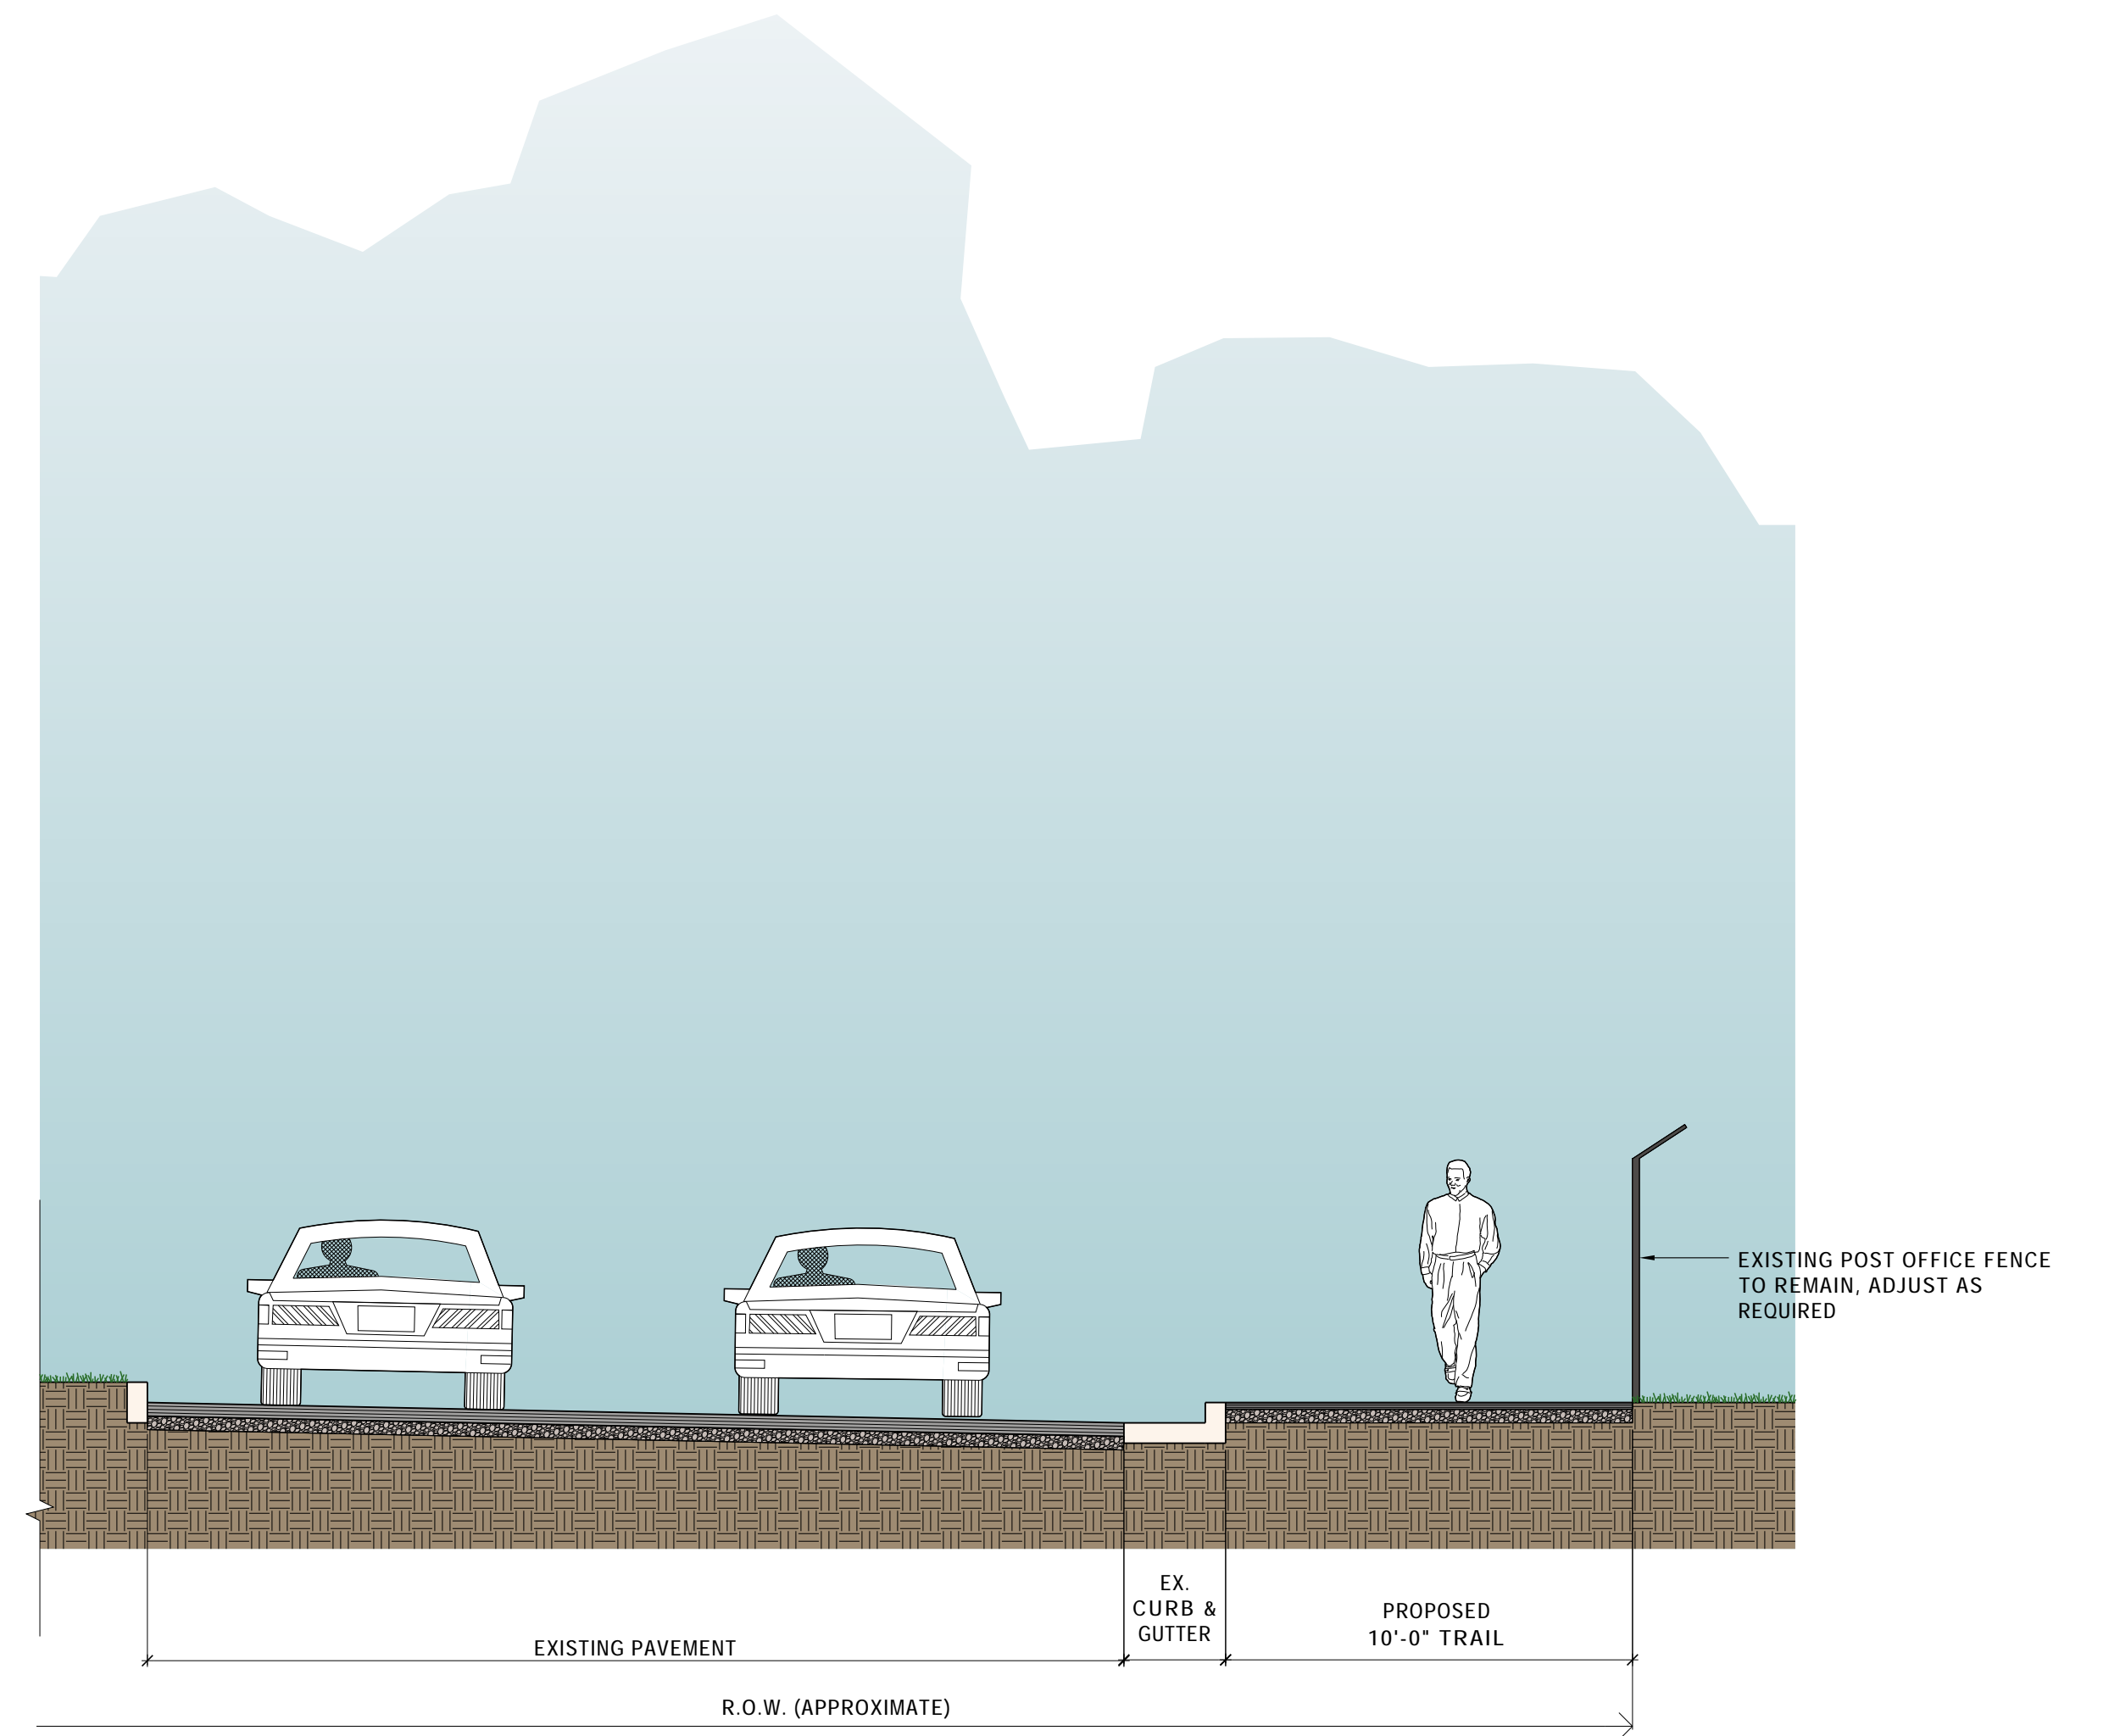 EXISTING POST OFFICE FENCE
TO REMAIN, ADJUST AS
REQUIRED
EX.
CURB &
GUTTER
PROPOSED
10'-0" TRAIL
EXISTING PAVEMENT
R.O.W. (APPROXIMATE)